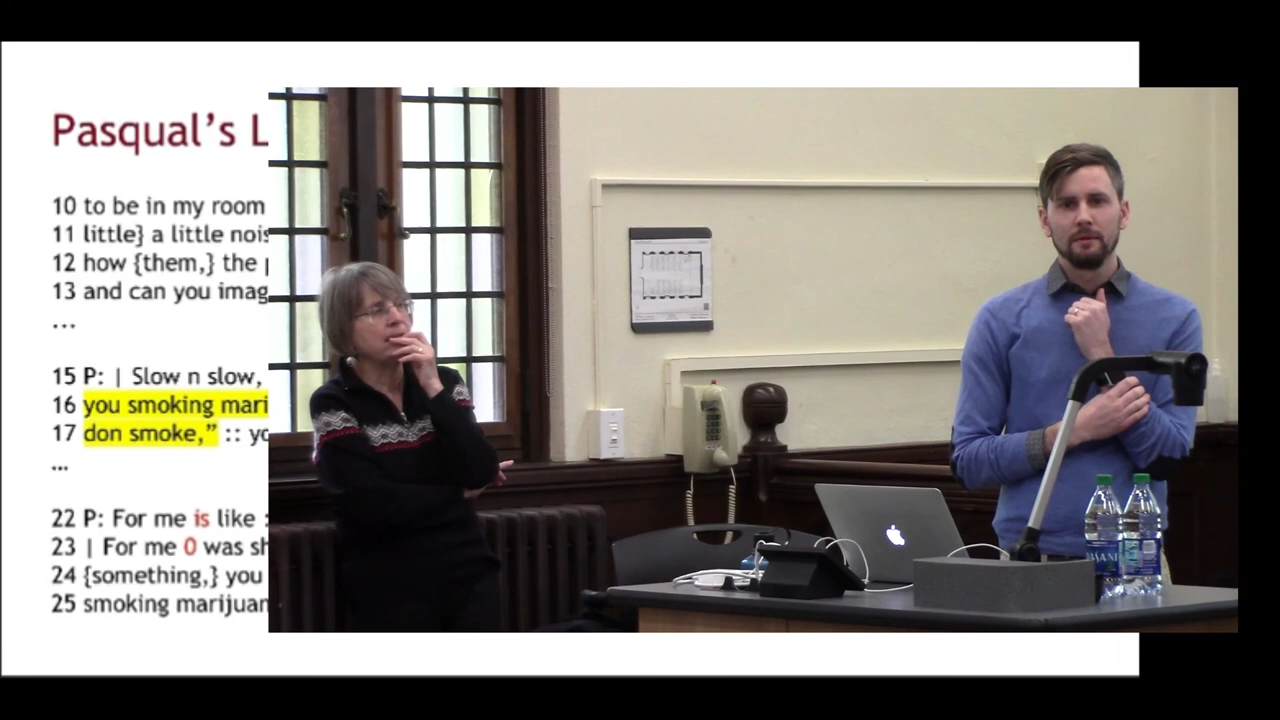 Pasqual's L
10 to be in my room
11 little} a little nois
12 how {them,} the
13 and can you imag
...
15 P: | Slow n slow,
16 you smoking mari
17 don smoke,” :: yo
...
22 P: For me is like :
23 | For me 0 was sh
24 {something,} you
25 smoking marijuan
DASANI